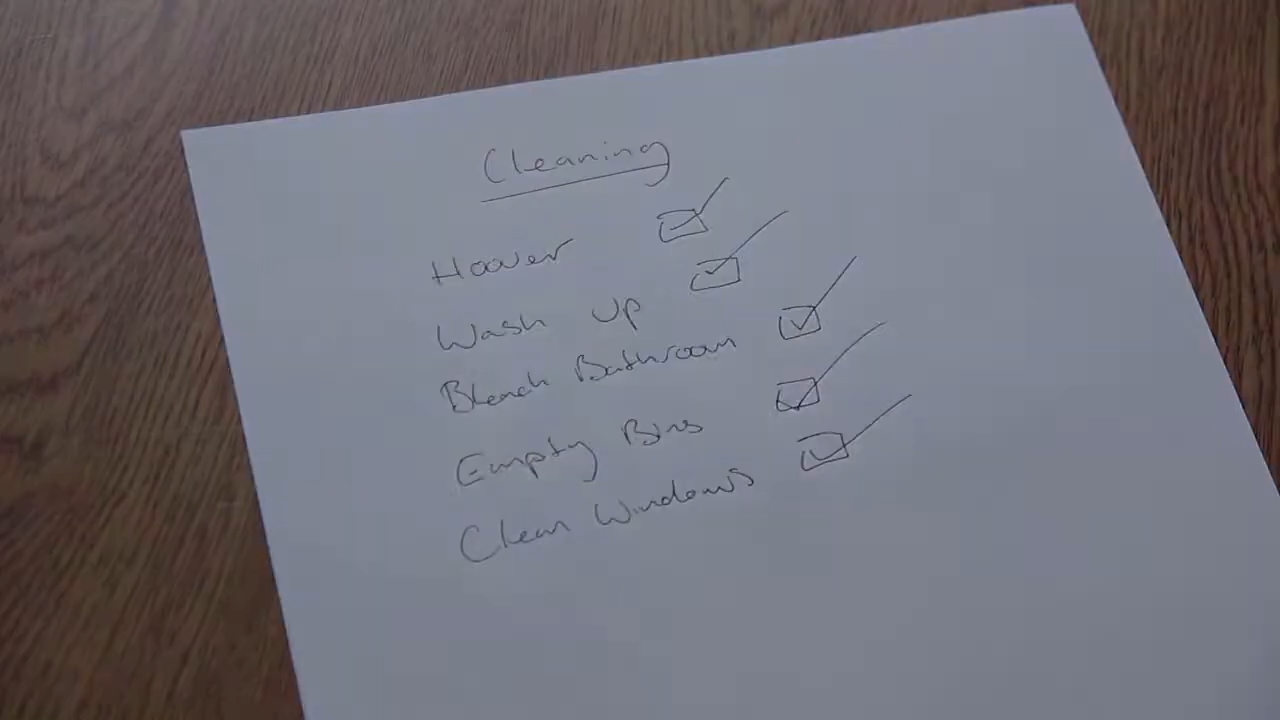 Cleaning
Hoover ☑
Wash Up ☑
Bleach Bathroom ☑
Empty Bins ☑
Clean Windows ☑